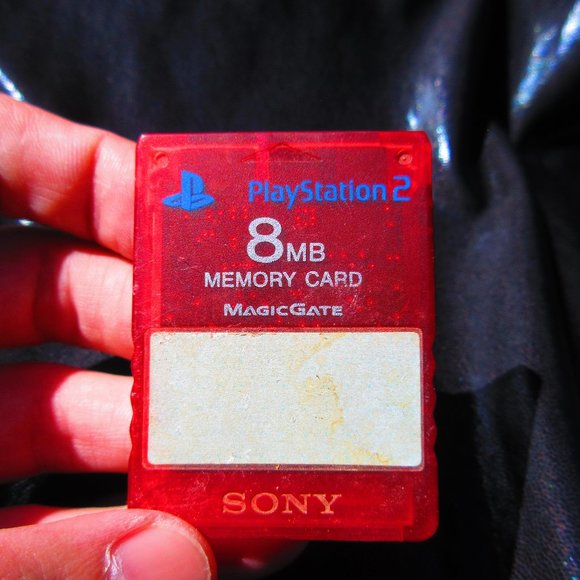 PlayStation 2
8MB
MEMORY CARD
MAGICGATE
SONY